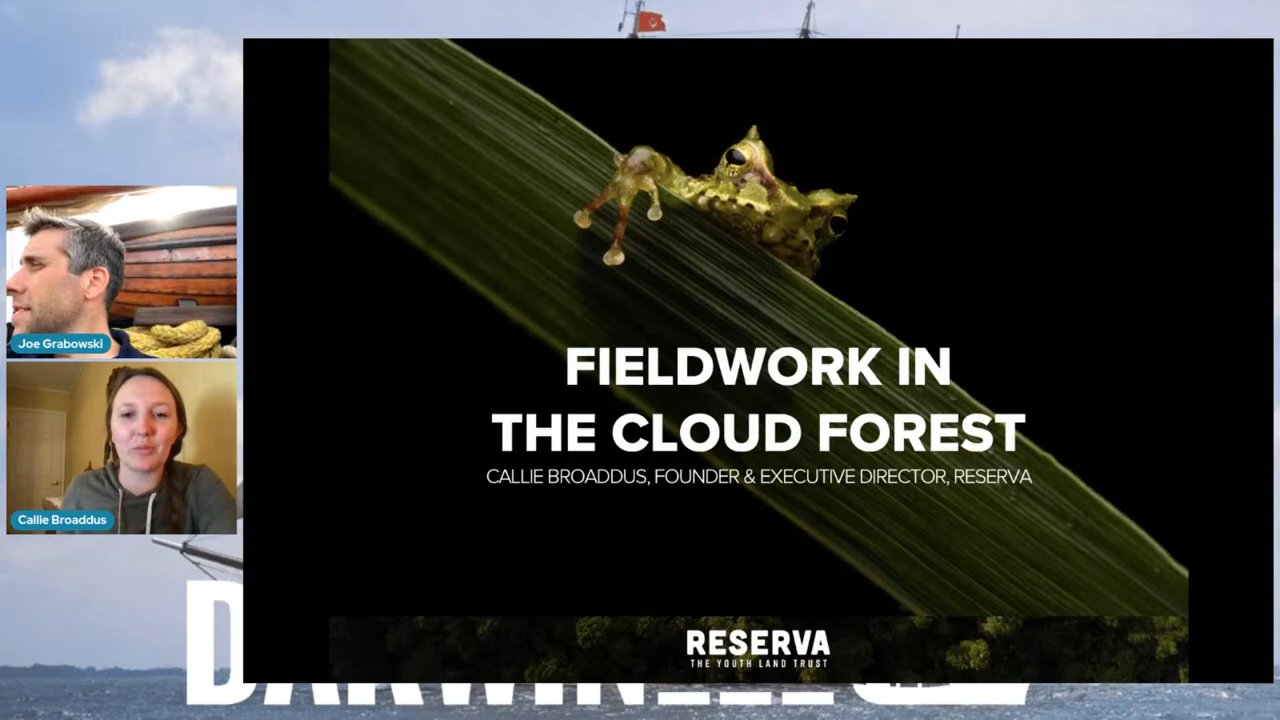 Joe Grabowski
Callie Broaddus
FIELDWORK IN
THE CLOUD FOREST
CALLIE BROADDUS, FOUNDER & EXECUTIVE DIRECTOR, RESERVA
RESERVA
THE YOUTH LAND TRUST